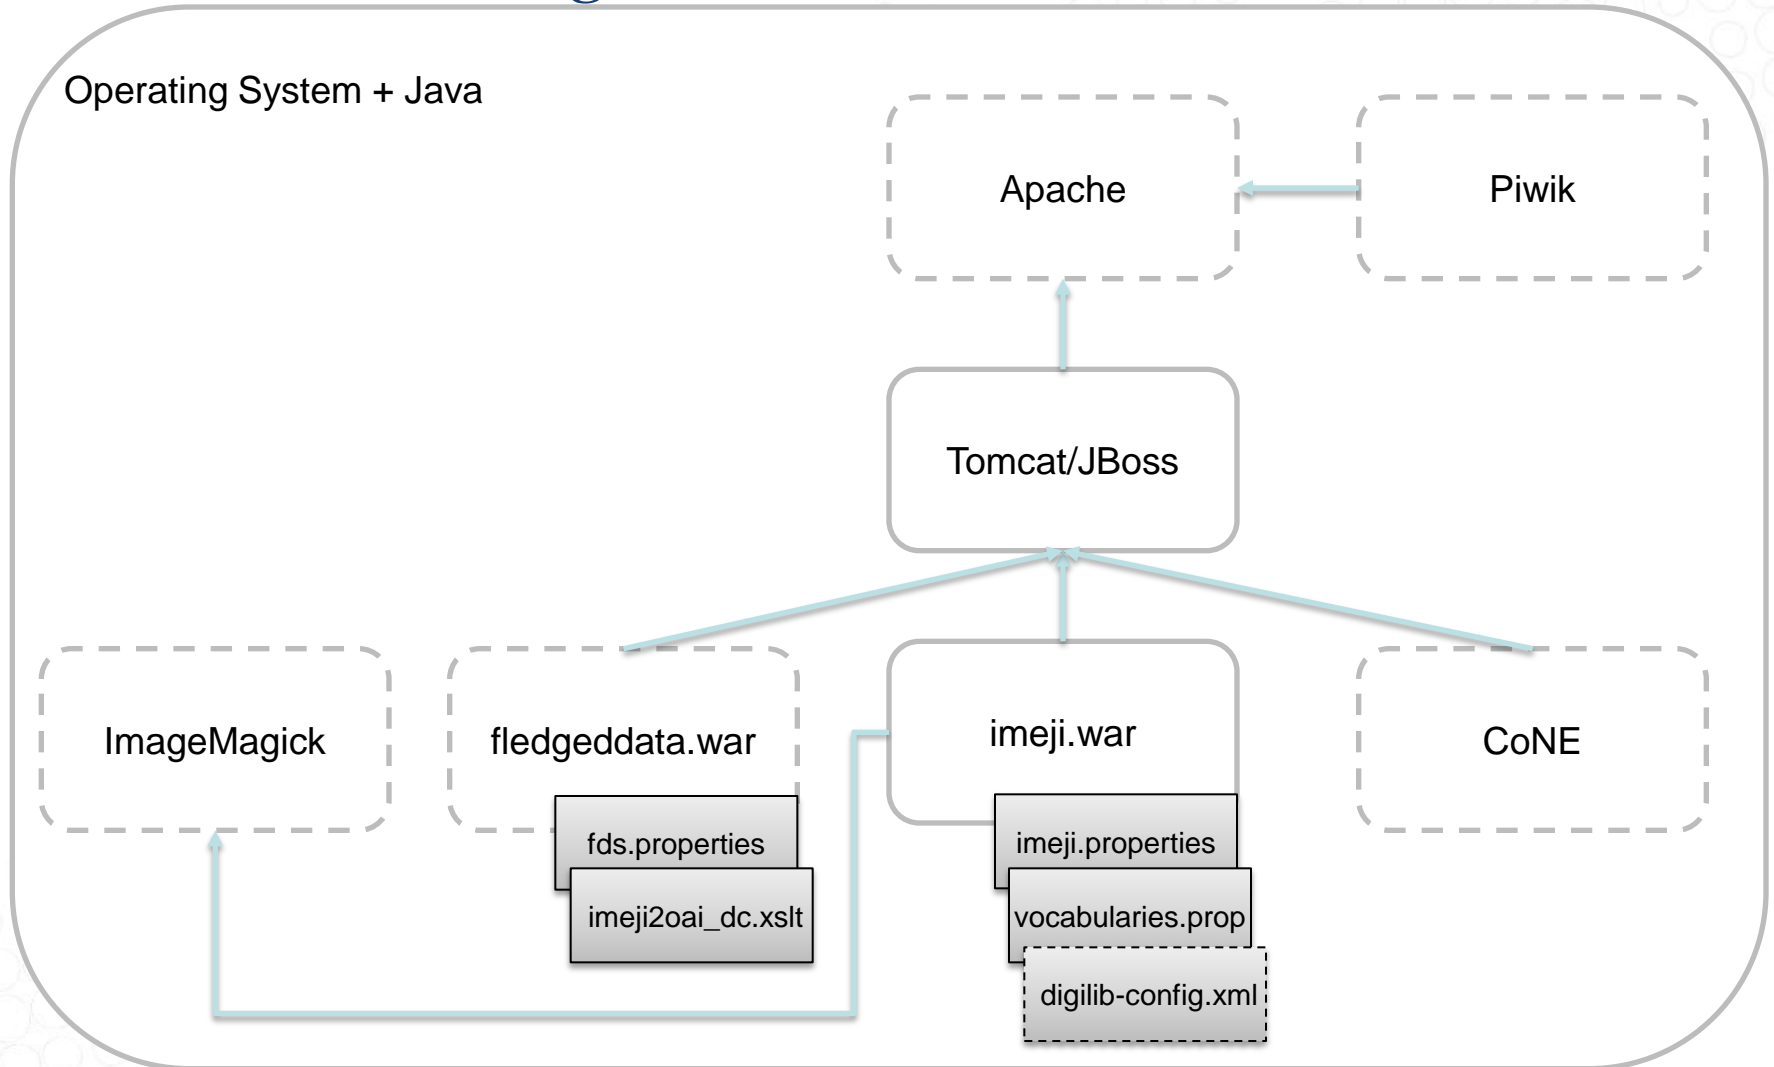 Operating System + Java
Apache
Piwik
Tomcat/JBoss
ImageMagick
fledgeddata.war
imeji.war
CoNE
fds.properties
imeji2oai_dc.xslt
imeji.properties
vocabularies.prop
digilib-config.xml